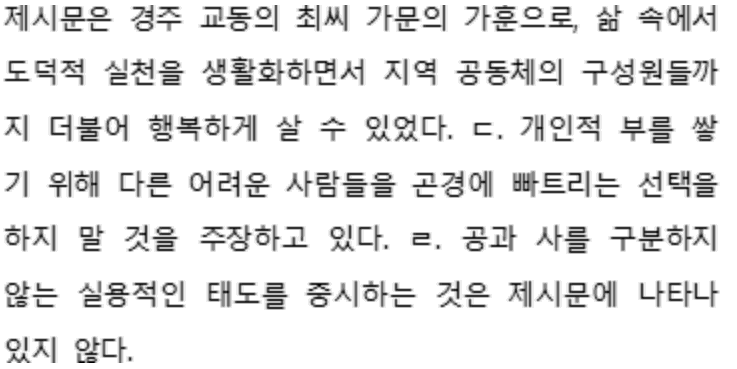 제시문은 경주 교동의 최씨 가문의 가훈으로, 삶 속에서
도덕적 실천을 생활화하면서 지역 공동체의 구성원들까
지 더불어 행복하게 살 수 있었다. ㄷ. 개인적 부를 쌓
기 위해 다른 어려운 사람들을 곤경에 빠트리는 선택을
하지 말 것을 주장하고 있다. ㄹ. 공과 사를 구분하지
않는 실용적인 태도를 중시하는 것은 제시문에 나타나
있지 않다.